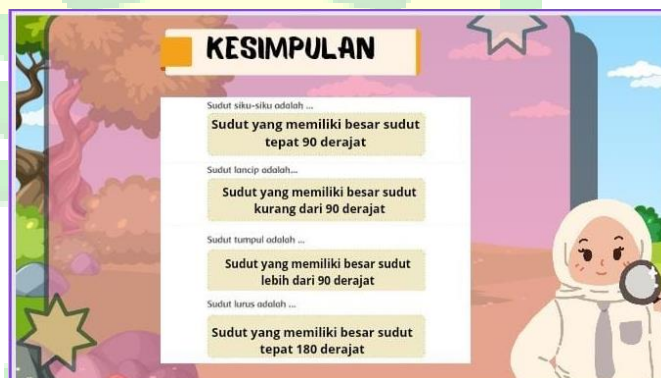 KESIMPULAN
Sudut siku-siku adalah ...
Sudut yang memiliki besar sudut
tepat 90 derajat
Sudut lancip adalah...
Sudut yang memiliki besar sudut
kurang dari 90 derajat
Sudut tumpul adalah ...
Sudut yang memiliki besar sudut
lebih dari 90 derajat
Sudut lurus adalah ...
Sudut yang memiliki besar sudut
tepat 180 derajat